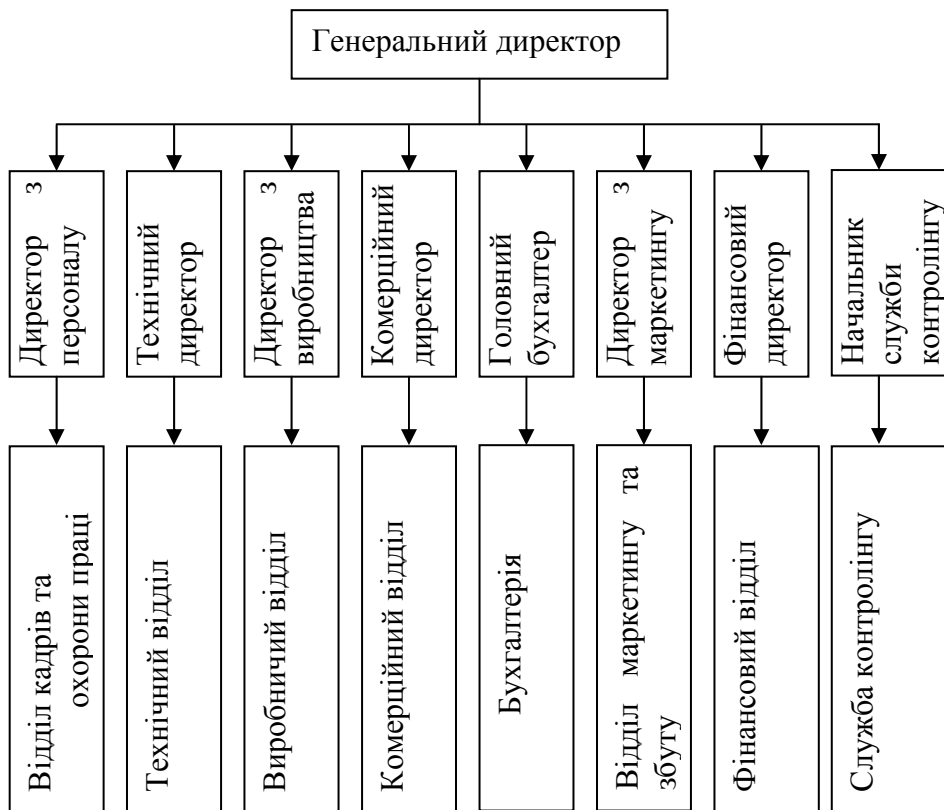 Генеральний директор
Директор з
персоналу
Технічний
директор
Директор з
виробництва
Комерційний
директор
Головний
бухгалтер
Директор з
маркетингу
Фінансовий
директор
Начальник
служби
контролінгу
Відділ кадрів та
охорони праці
Технічний відділ
Виробничий відділ
Комерційний відділ
Бухгалтерія
Відділ маркетингу та
збуту
Фінансовий відділ
Служба контролінгу